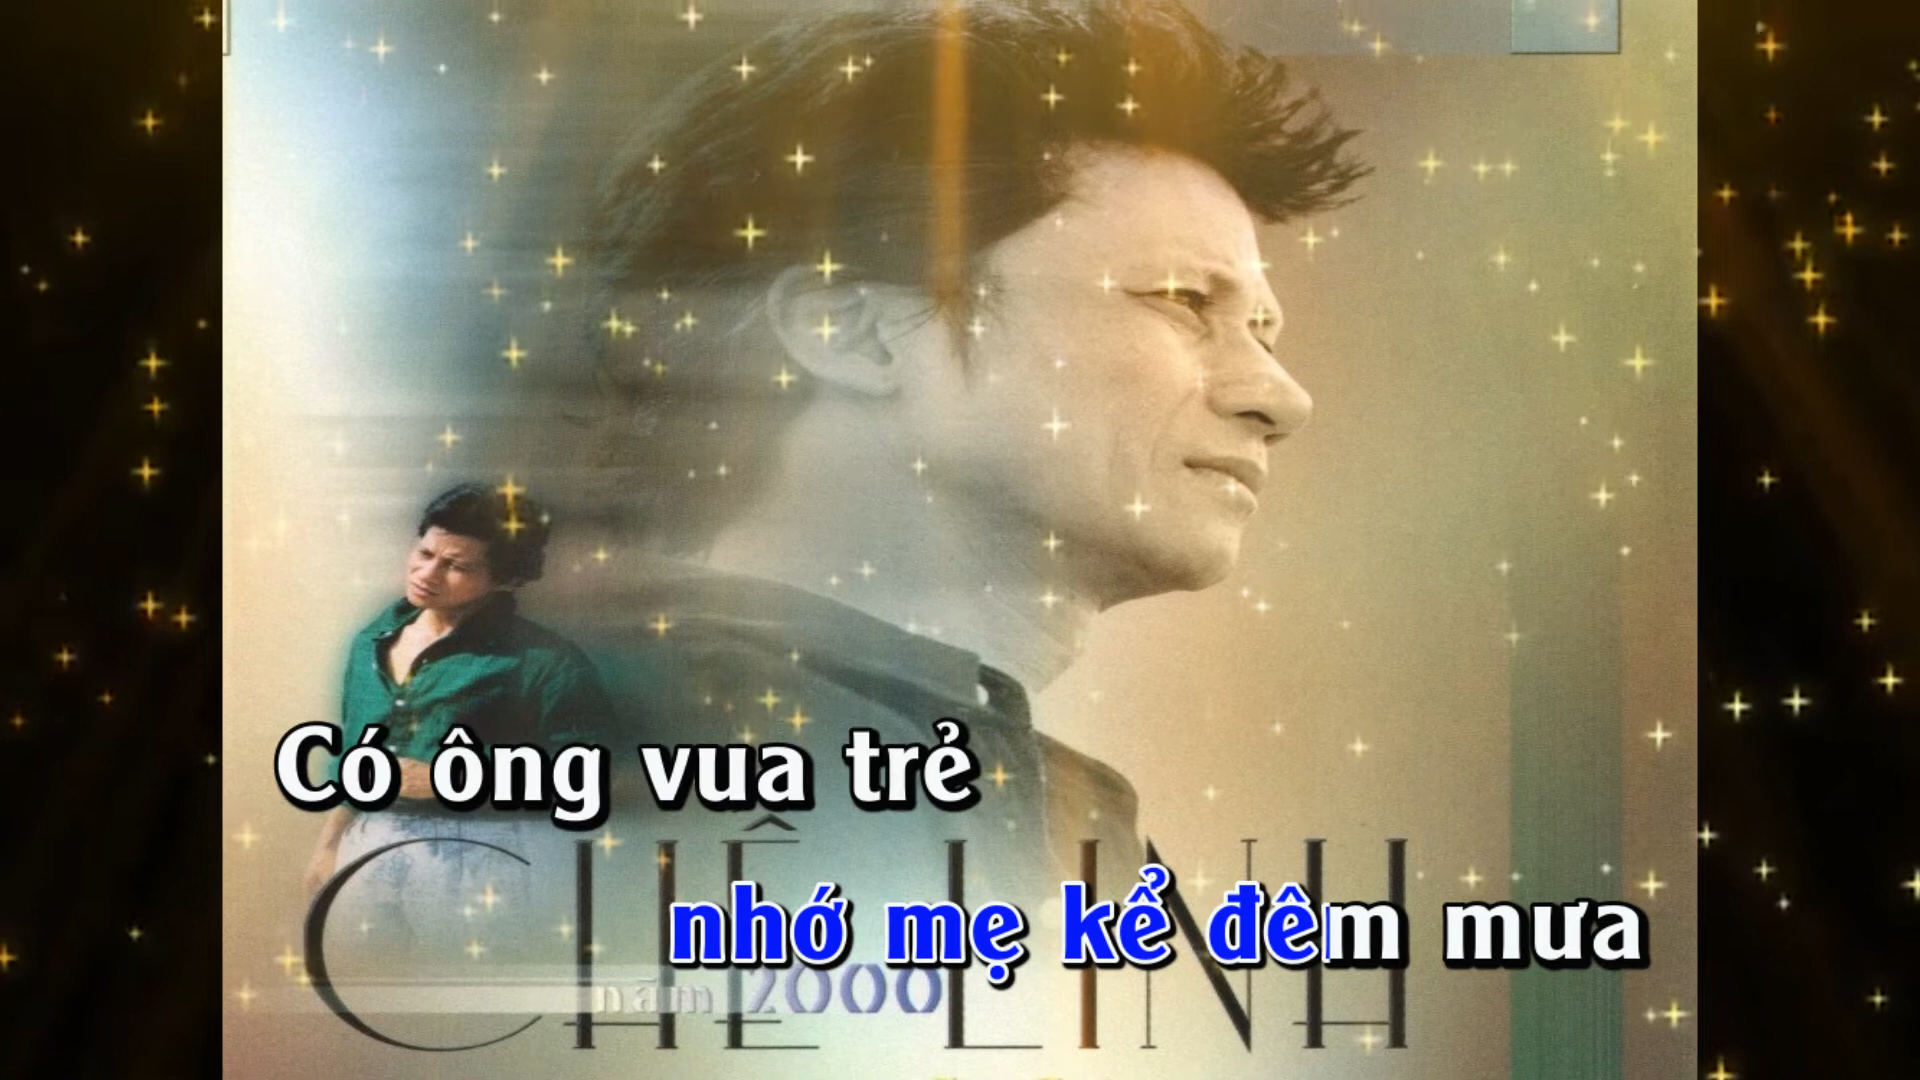 Có ông vua trẻ
CHẾ LINH
nhớ mẹ kể đêm mưa
năm 2000